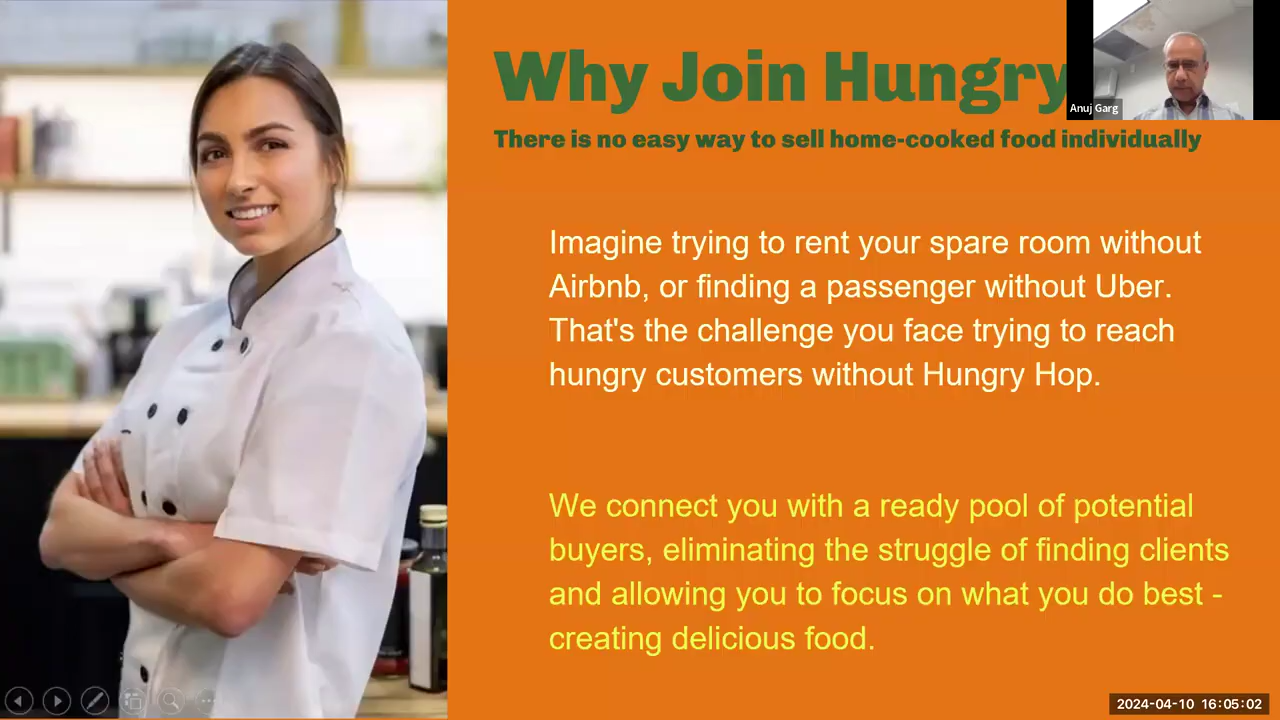 Why Join Hungry
Anuj Garg
There is no easy way to sell home-cooked food individually
Imagine trying to rent your spare room without
Airbnb, or finding a passenger without Uber.
That's the challenge you face trying to reach
hungry customers without Hungry Hop.
We connect you with a ready pool of potential
buyers, eliminating the struggle of finding clients
and allowing you to focus on what you do best -
creating delicious food.
2024-04-10 16:05:02